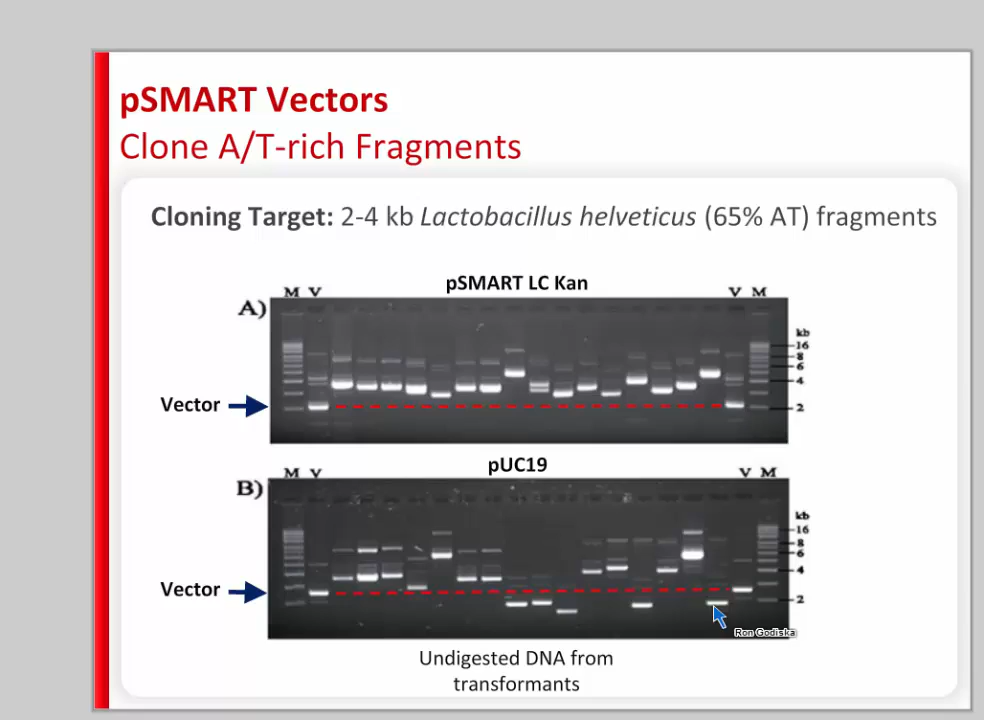 pSMART Vectors
Clone A/T-rich Fragments
Cloning Target: 2-4 kb Lactobacillus helveticus (65% AT) fragments
pSMART LC Kan
A)
M V
V M
kb
16
8
6
4
2
Vector
pUC19
B)
M V
V M
kb
16
8
6
4
2
Vector
Ron Godiska
Undigested DNA from
transformants